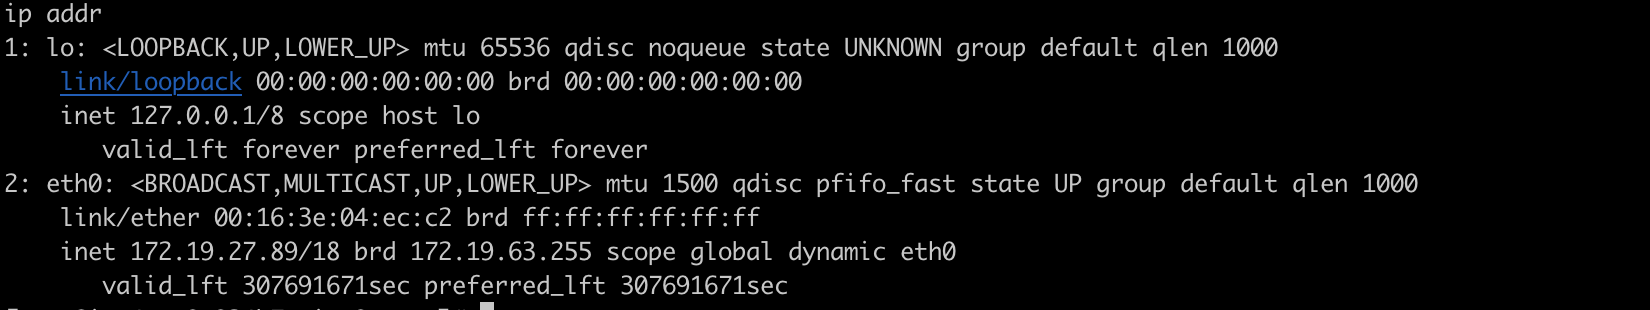 ip addr
1: lo: <LOOPBACK,UP,LOWER_UP> mtu 65536 qdisc noqueue state UNKNOWN group default qlen 1000
link/loopback 00:00:00:00:00:00 brd 00:00:00:00:00:00
inet 127.0.0.1/8 scope host lo
valid_lft forever preferred_lft forever
2: eth0: <BROADCAST,MULTICAST,UP,LOWER_UP> mtu 1500 qdisc pfifo_fast state UP group default qlen 1000
link/ether 00:16:3e:04:ec:c2 brd ff:ff:ff:ff:ff:ff
inet 172.19.27.89/18 brd 172.19.63.255 scope global dynamic eth0
valid_lft 307691671sec preferred_lft 307691671sec